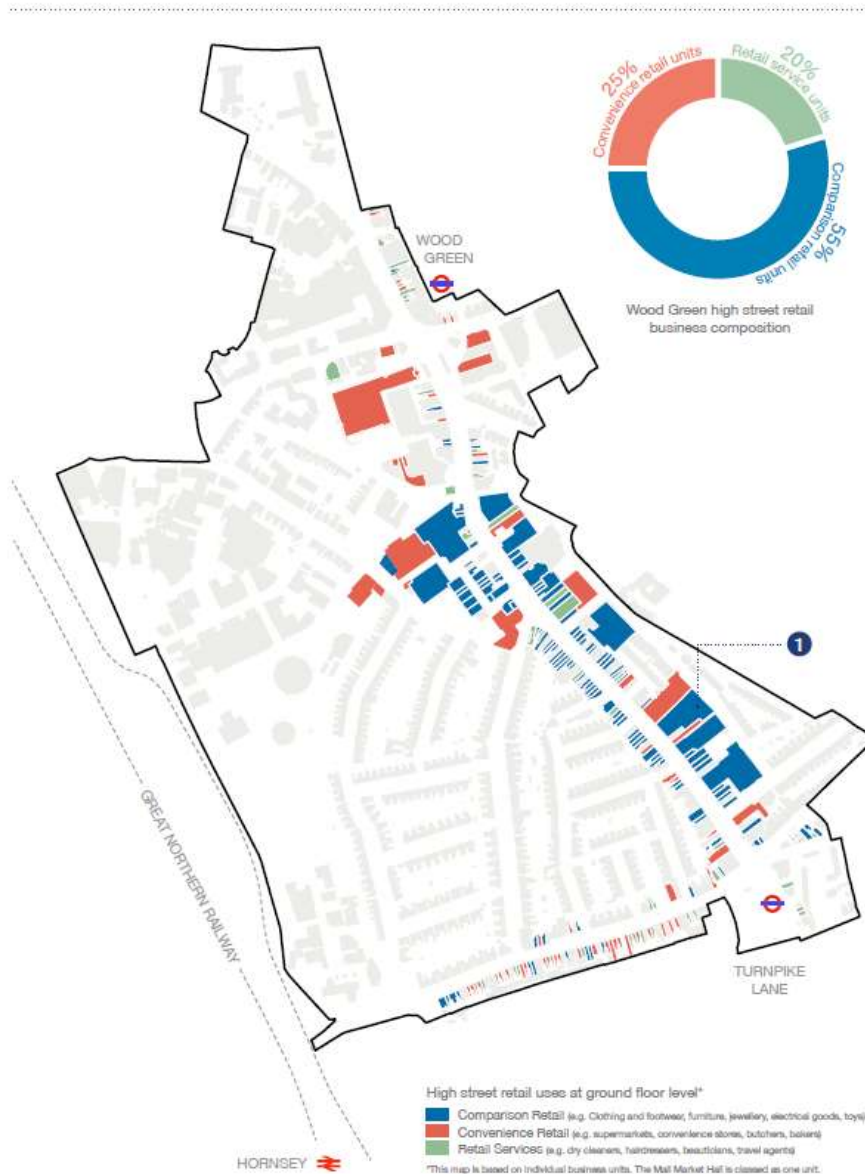 25%
Convenience retail units
20%
Retail service units
55%
Comparison retail units
Wood Green high street retail
business composition
WOOD
GREEN
1
GREAT NORTHERN RAILWAY
TURNPIKE
LANE
HORNSEY
High street retail uses at ground floor level*
Comparison Retail (e.g. Clothing and footwear, furniture, jewellery, electrical goods, toys)
Convenience Retail (e.g. supermarkets, convenience stores, butchers, bakers)
Retail Services (e.g. dry cleaners, hairdressers, beauticians, travel agents)
*This map is based on individual business units. The Mall Market Hall is classed as one unit.